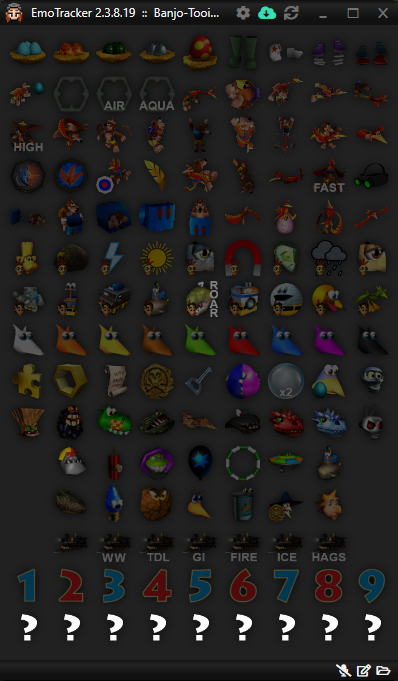 EmoTracker 2.3.8.19 :: Banjo-Tooi...
AIR AQUA
HIGH
FAST
ROAR
x2
WW TDL GI FIRE ICE HAGS
1 2 3 4 5 6 7 8 9
? ? ? ? ? ? ? ? ?